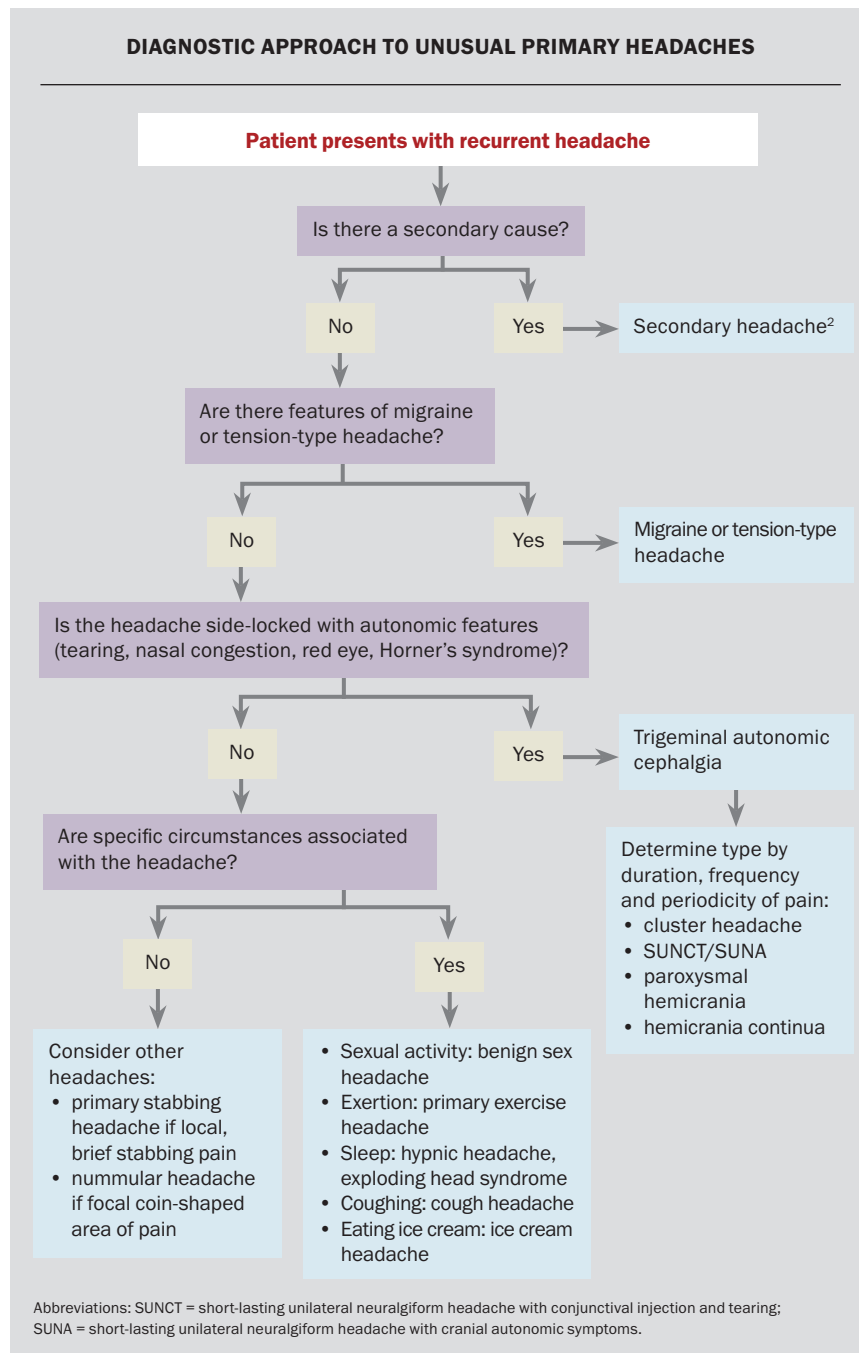 DIAGNOSTIC APPROACH TO UNUSUAL PRIMARY HEADACHES
Patient presents with recurrent headache
Is there a secondary cause?
No
Yes
Secondary headache²
Are there features of migraine
or tension-type headache?
No
Yes
Migraine or tension-type
headache
Is the headache side-locked with autonomic features
(tearing, nasal congestion, red eye, Horner’s syndrome)?
No
Yes
Trigeminal autonomic
cephalgia
Determine type by
duration, frequency
and periodicity of pain:
• cluster headache
• SUNCT/SUNA
• paroxysmal
hemicrania
• hemicrania continua
Are specific circumstances associated
with the headache?
No
Yes
Consider other
headaches:
• primary stabbing
headache if local,
brief stabbing pain
• nummular headache
if focal coin-shaped
area of pain
• Sexual activity: benign sex
headache
• Exertion: primary exercise
headache
• Sleep: hypnic headache,
exploding head syndrome
• Coughing: cough headache
• Eating ice cream: ice cream
headache
Abbreviations: SUNCT = short-lasting unilateral neuralgiform headache with conjunctival injection and tearing;
SUNA = short-lasting unilateral neuralgiform headache with cranial autonomic symptoms.